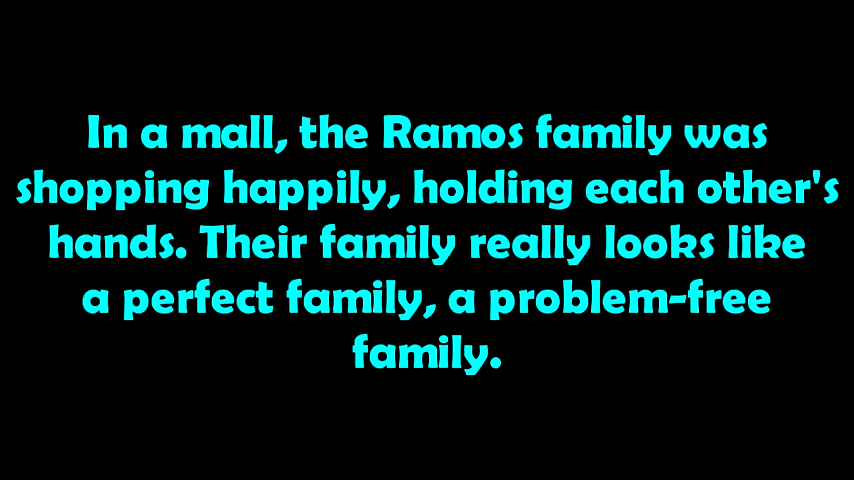 In a mall, the Ramos family was
shopping happily, holding each other's
hands. Their family really looks like
a perfect family, a problem-free
family.